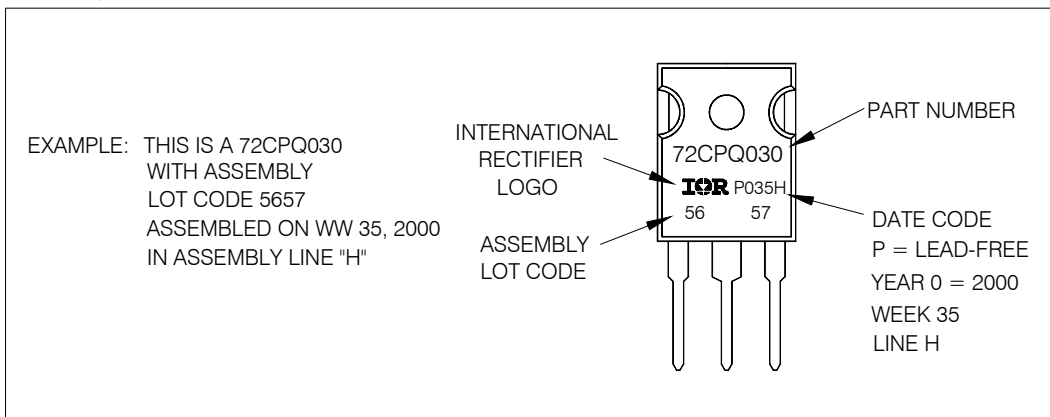 EXAMPLE: THIS IS A 72CPQ030
WITH ASSEMBLY
LOT CODE 5657
ASSEMBLED ON WW 35, 2000
IN ASSEMBLY LINE "H"
INTERNATIONAL
RECTIFIER
LOGO
ASSEMBLY
LOT CODE
72CPQ030
IOR P035H
56 57
PART NUMBER
DATE CODE
P = LEAD-FREE
YEAR 0 = 2000
WEEK 35
LINE H